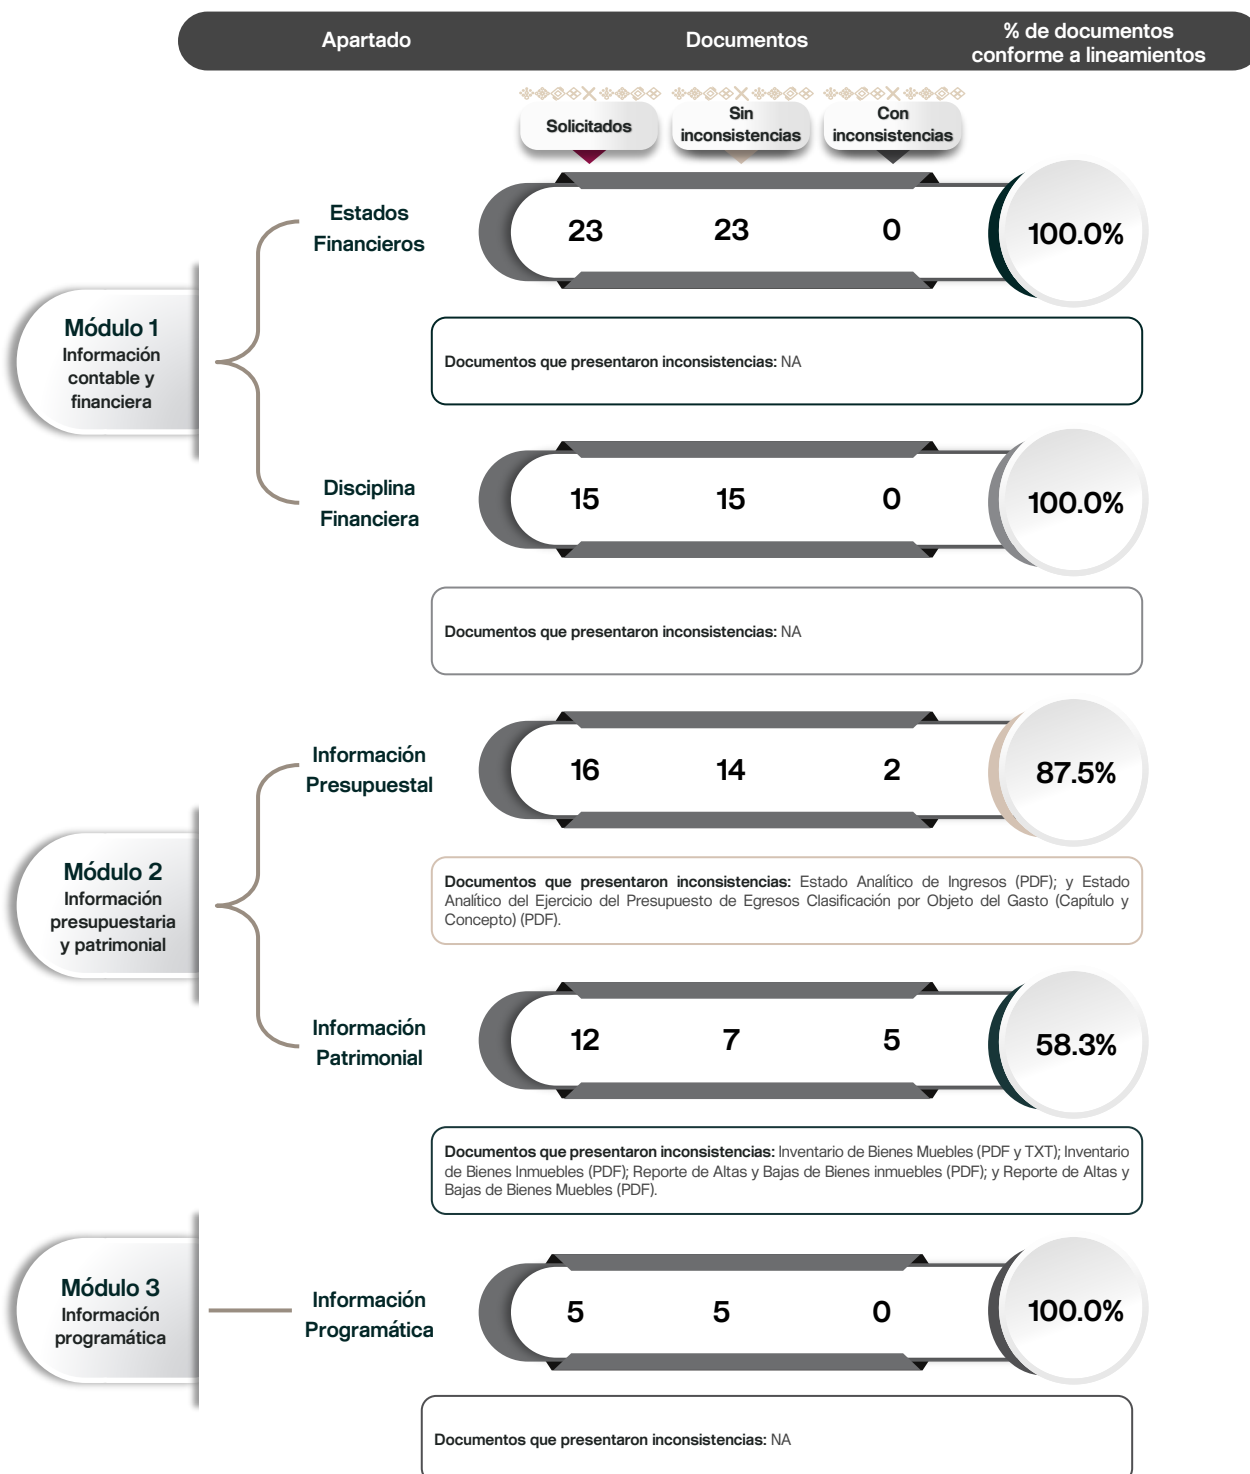 Apartado
Documentos
% de documentos
conforme a lineamientos
Solicitados
Sin
inconsistencias
Con
inconsistencias
Módulo 1
Información
contable y
financiera
Estados
Financieros
23
23
0
100.0%
Documentos que presentaron inconsistencias: NA
Disciplina
Financiera
15
15
0
100.0%
Documentos que presentaron inconsistencias: NA
Módulo 2
Información
presupuestaria
y patrimonial
Información
Presupuestal
16
14
2
87.5%
Documentos que presentaron inconsistencias: Estado Analítico de Ingresos (PDF); y Estado
Analítico del Ejercicio del Presupuesto de Egresos Clasificación por Objeto del Gasto (Capítulo y
Concepto) (PDF).
Información
Patrimonial
12
7
5
58.3%
Documentos que presentaron inconsistencias: Inventario de Bienes Muebles (PDF y TXT); Inventario
de Bienes Inmuebles (PDF); Reporte de Altas y Bajas de Bienes inmuebles (PDF); y Reporte de Altas y
Bajas de Bienes Muebles (PDF).
Módulo 3
Información
programática
Información
Programática
5
5
0
100.0%
Documentos que presentaron inconsistencias: NA